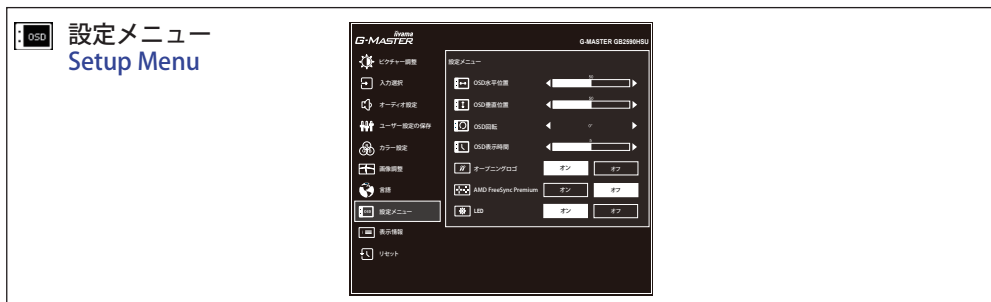 OSD
設定メニュー
Setup Menu
iiyama
G-MASTER
G-MASTER GB2590HSU
ピクチャー調整
入力選択
オーディオ設定
ユーザー設定の保存
カラー設定
画像調整
言語
OSD 設定メニュー
表示情報
リセット
設定メニュー
OSD水平位置
50
OSD垂直位置
50
OSD回転
0°
OSD表示時間
オープニングロゴ オン オフ
AMD FreeSync Premium オン オフ
LED オン オフ